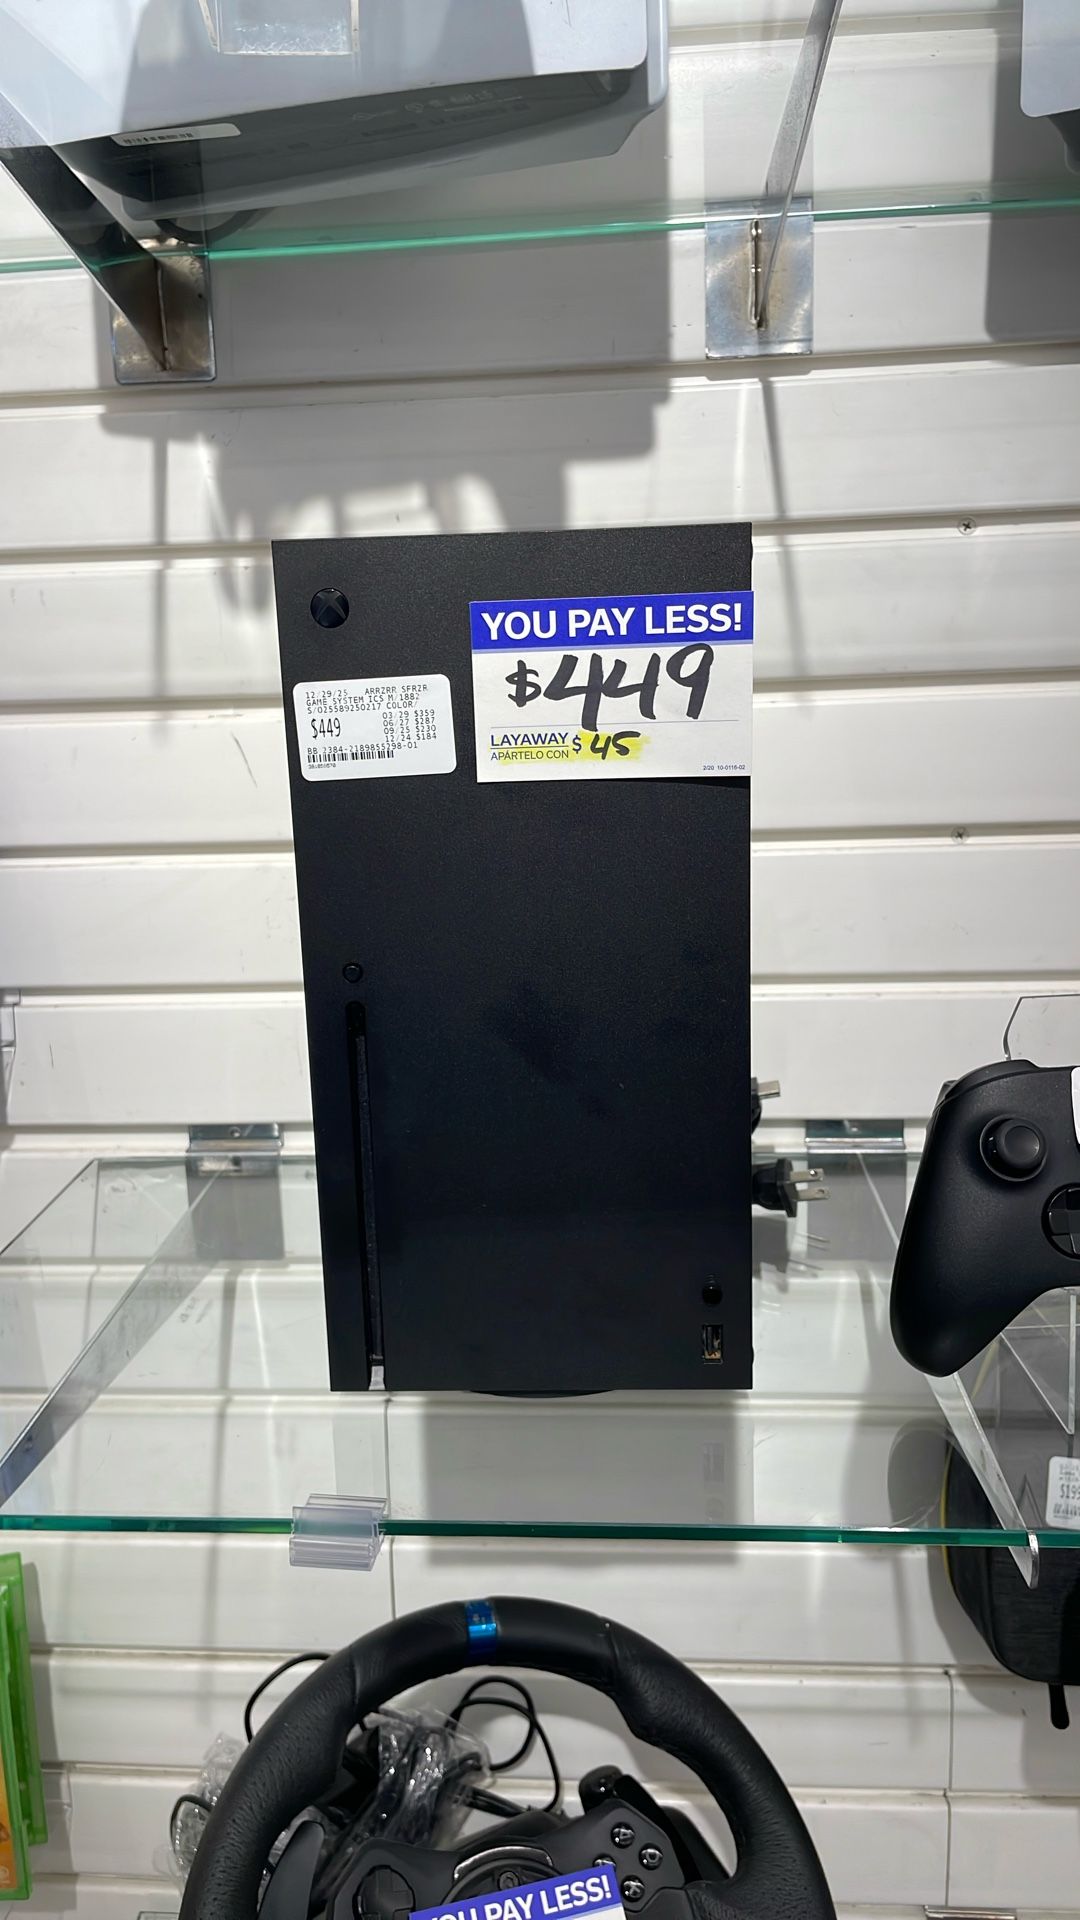 YOU PAY LESS!
$449
LAYAWAY $ 45
APÁRTELO CON
2/20 10-0116-02
12/29/25 ARRZRR SFRZR
GAME SYSTEM ICS M/1882
S/025589250217 COLOR/
$449
03/29 $359
06/27 $287
09/25 $230
12/24 $184
BB 2384-2189855298-01
$199
A
B
X
YOU PAY LESS!